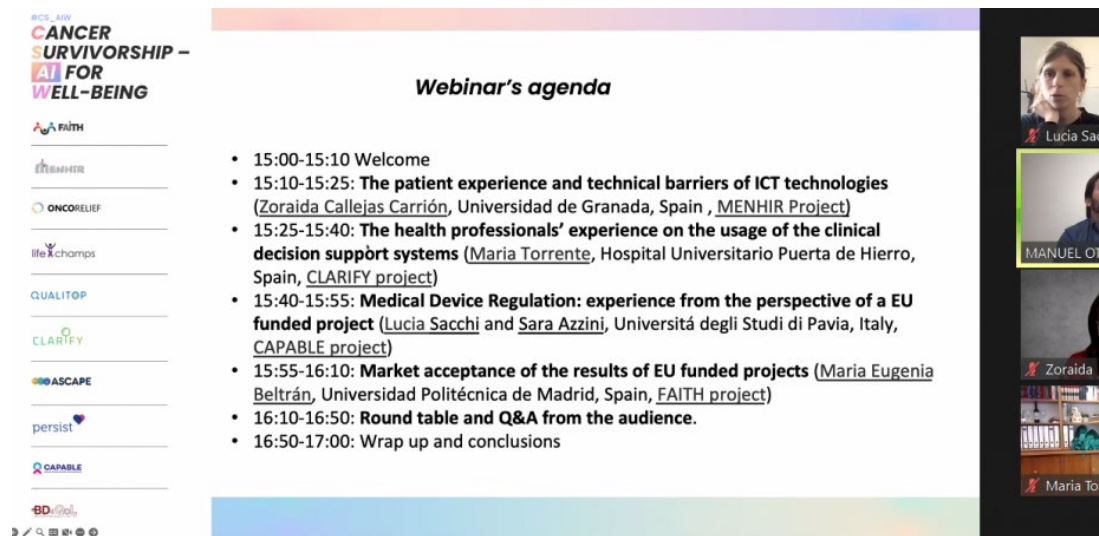 #CS_AIW
CANCER
SURVIVORSHIP –
AI FOR
WELL-BEING
FAITH
MENHIR
ONCORELIEF
lifechamps
QUALITOP
CLARIFY
ASCAPE
persist
CAPABLE
Webinar's agenda
• 15:00-15:10 Welcome
• 15:10-15:25: The patient experience and technical barriers of ICT technologies
(Zoraida Callejas Carrión, Universidad de Granada, Spain , MENHIR Project)
• 15:25-15:40: The health professionals' experience on the usage of the clinical
decision support systems (Maria Torrente, Hospital Universitario Puerta de Hierro,
Spain, CLARIFY project)
• 15:40-15:55: Medical Device Regulation: experience from the perspective of a EU
funded project (Lucia Sacchi and Sara Azzini, Universitá degli Studi di Pavia, Italy,
CAPABLE project)
• 15:55-16:10: Market acceptance of the results of EU funded projects (Maria Eugenia
Beltrán, Universidad Politécnica de Madrid, Spain, FAITH project)
• 16:10-16:50: Round table and Q&A from the audience.
• 16:50-17:00: Wrap up and conclusions
Lucia Sac
MANUEL OT
Zoraida
Maria To